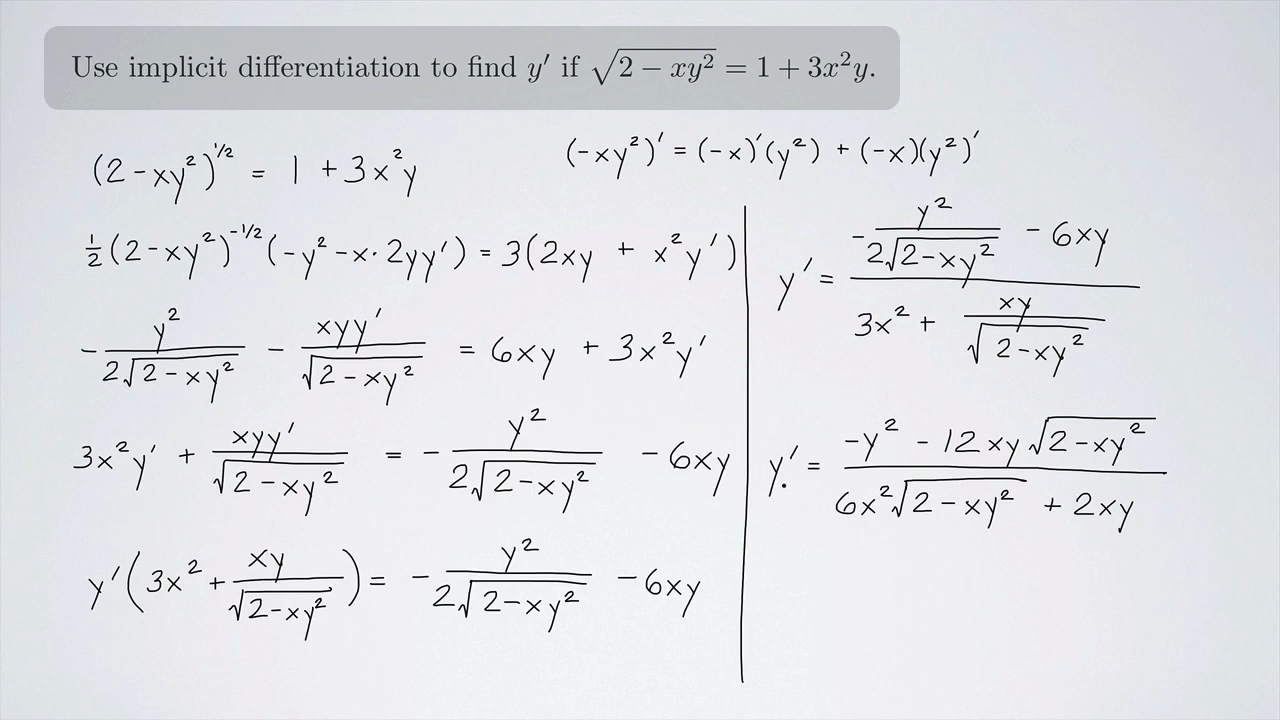 Use implicit differentiation to find y′ if √(2 − xy²) = 1 + 3x²y.
(2 − xy²)^(1/2) = 1 + 3x²y
(−xy²)′ = (−x)′(y²) + (−x)(y²)′
½(2 − xy²)^(−1/2) (−y² − x · 2yy′) = 3(2xy + x²y′)
− y²/(2√(2 − xy²)) − xyy′/√(2 − xy²) = 6xy + 3x²y′
3x²y′ + xyy′/√(2 − xy²) = − y²/(2√(2 − xy²)) − 6xy
y′(3x² + xy/√(2 − xy²)) = − y²/(2√(2 − xy²)) − 6xy
y′ = (− y²/(2√(2 − xy²)) − 6xy)/(3x² + xy/√(2 − xy²))
y′ = (−y² − 12xy√(2 − xy²))/(6x²√(2 − xy²) + 2xy)